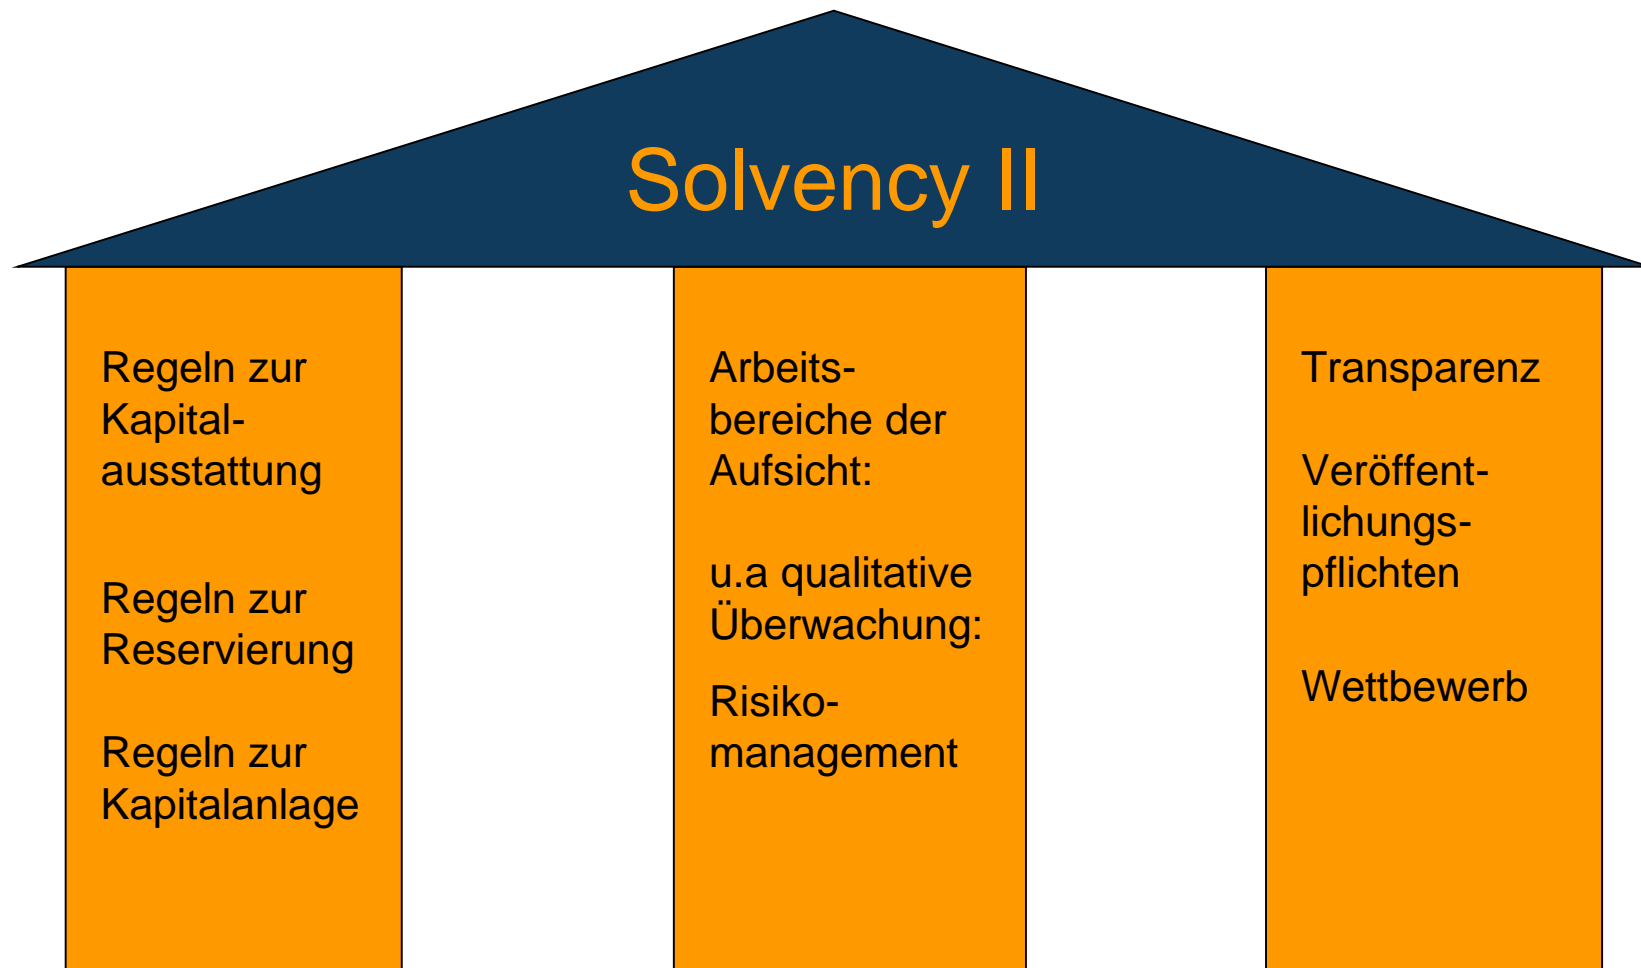 Solvency II
Regeln zur
Kapital-
ausstattung
Regeln zur
Reservierung
Regeln zur
Kapitalanlage
Arbeits-
bereiche der
Aufsicht:
u.a qualitative
Überwachung:
Risiko-
management
Transparenz
Veröffent-
lichungs-
pflichten
Wettbewerb